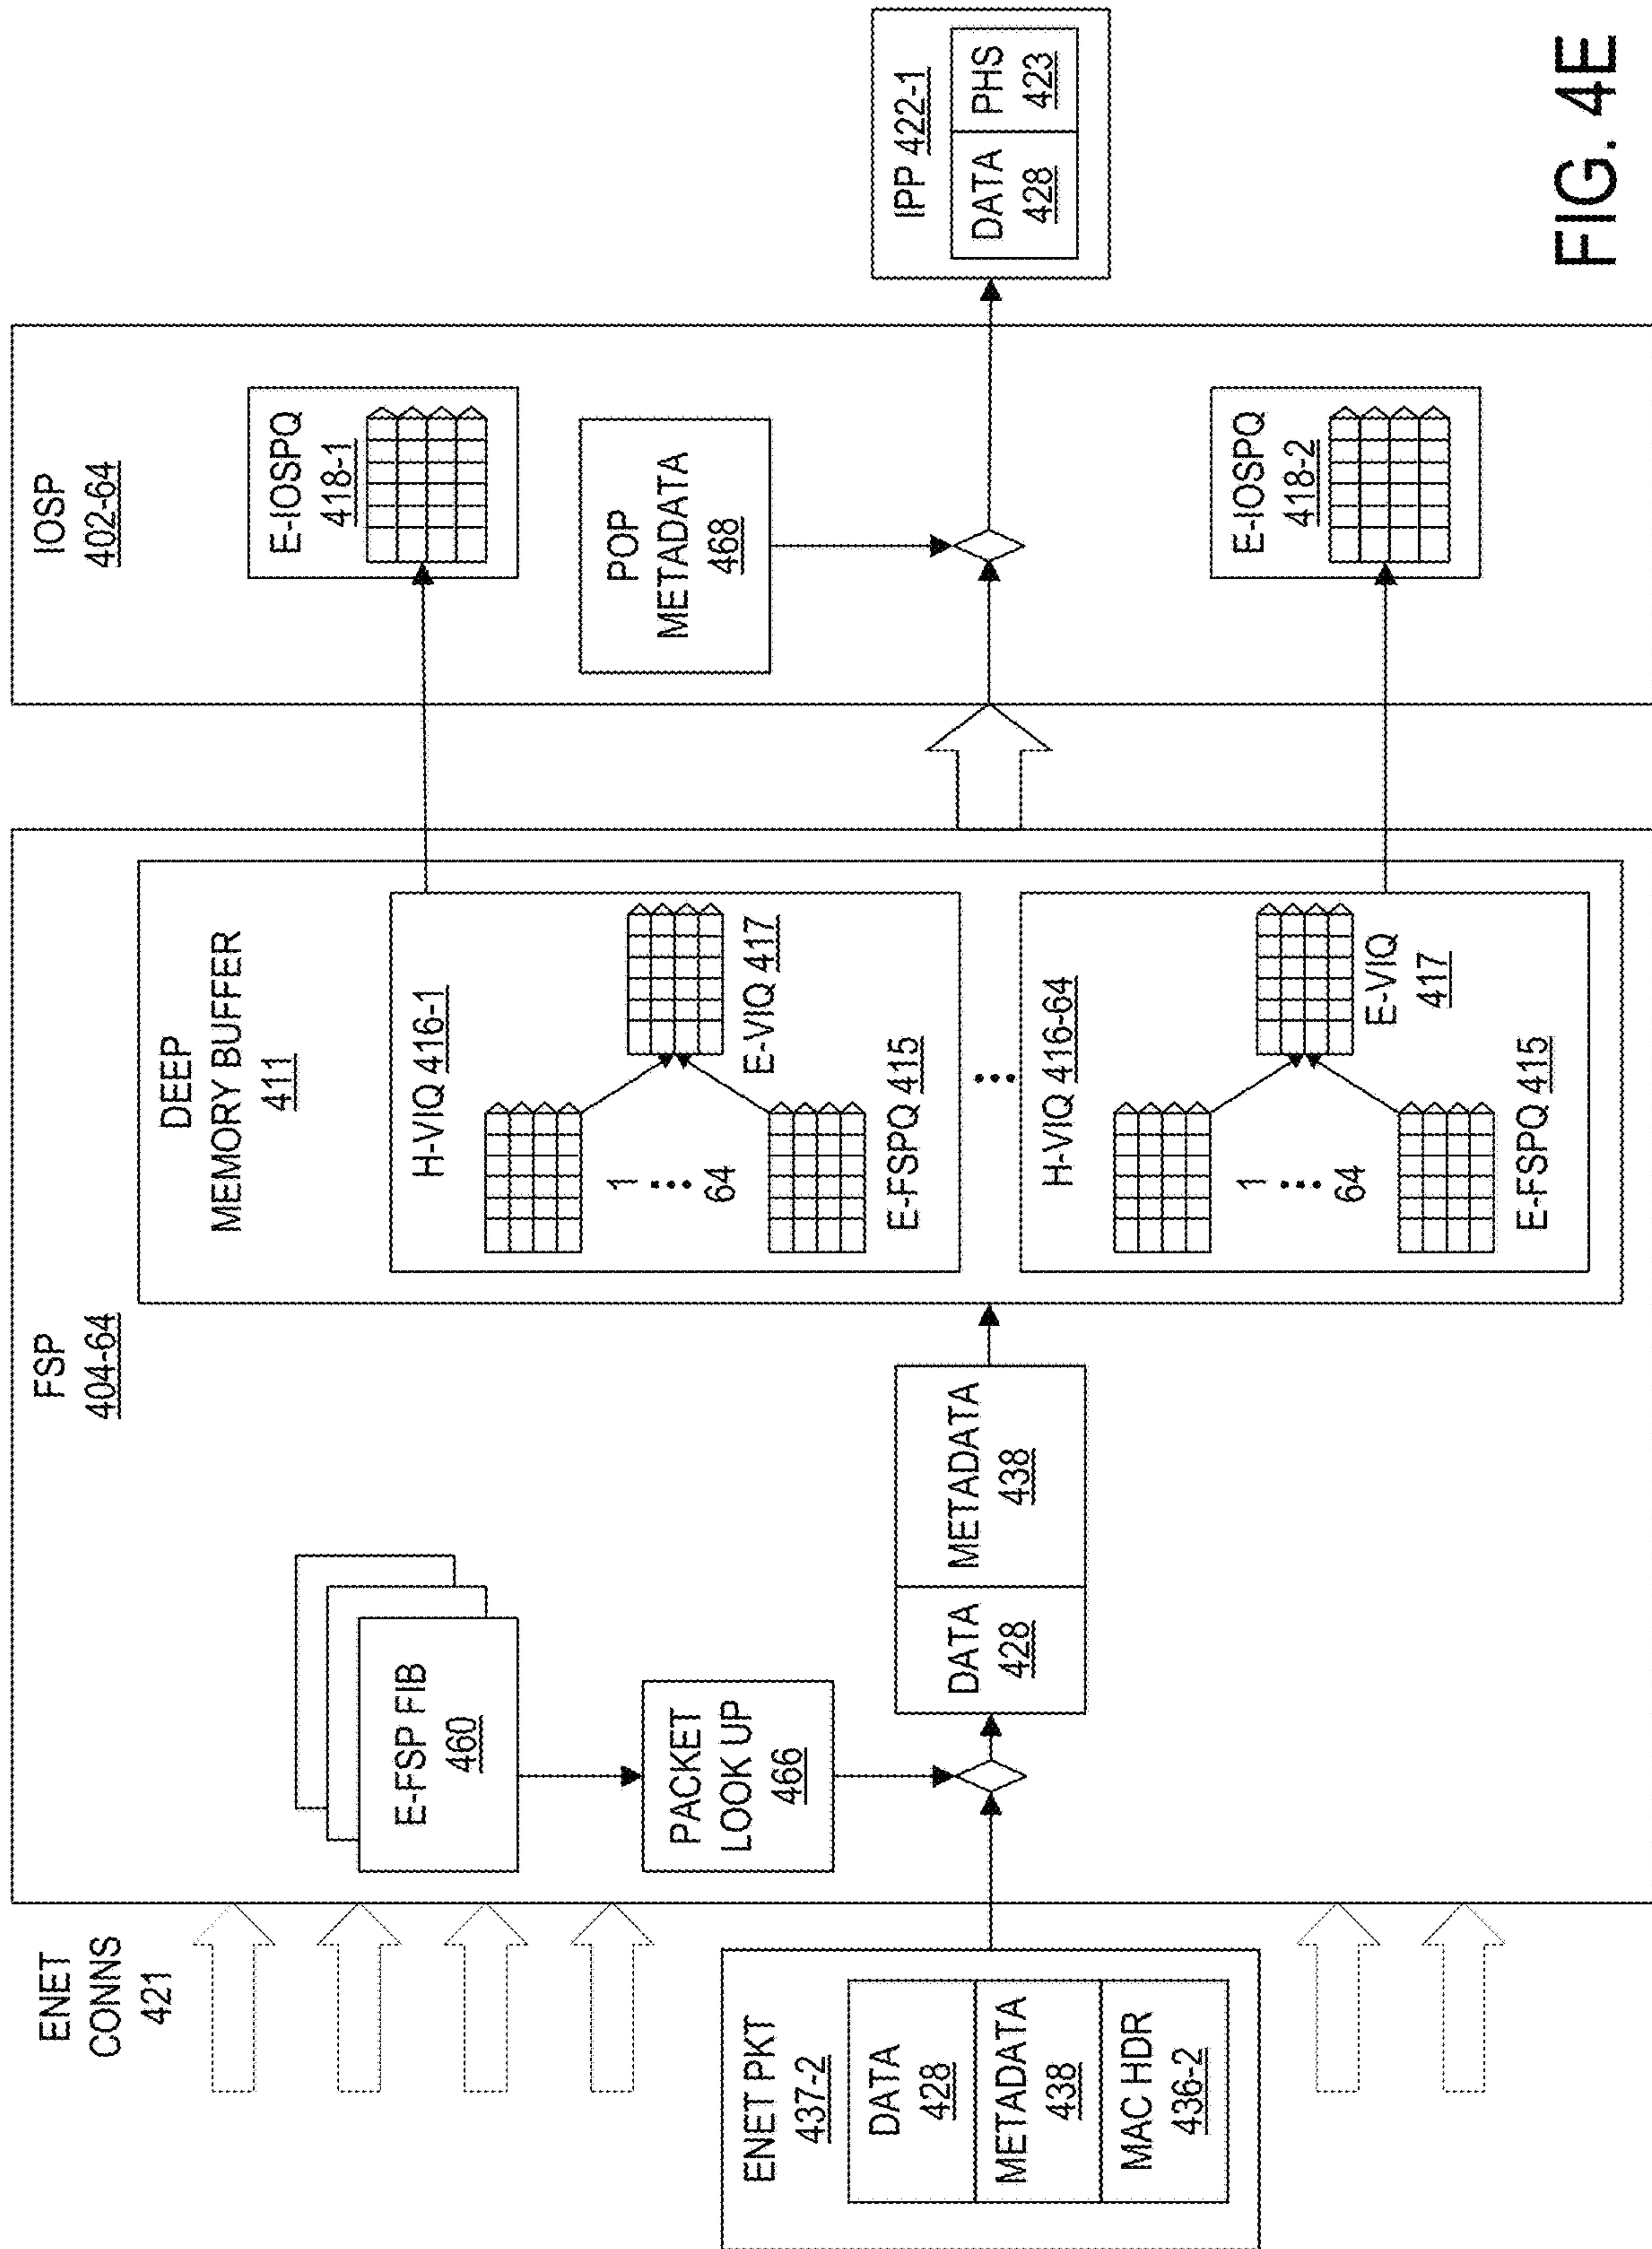 ENET
CONNS
421
ENET PKT
437-2
DATA
428
METADATA
438
MAC HDR
436-2
FSP
404-64
E-FSP FIB
460
PACKET
LOOK UP
466
DATA
428
METADATA
438
DEEP
MEMORY BUFFER
411
H-VIQ 416-1
1
64
E-VIQ 417
E-FSPQ 415
H-VIQ 416-64
1
64
E-VIQ
417
E-FSPQ 415
IOSP
402-64
E-IOSPQ
418-1
POP
METADATA
468
E-IOSPQ
418-2
IPP 422-1
DATA
428
PHS
423
FIG. 4E